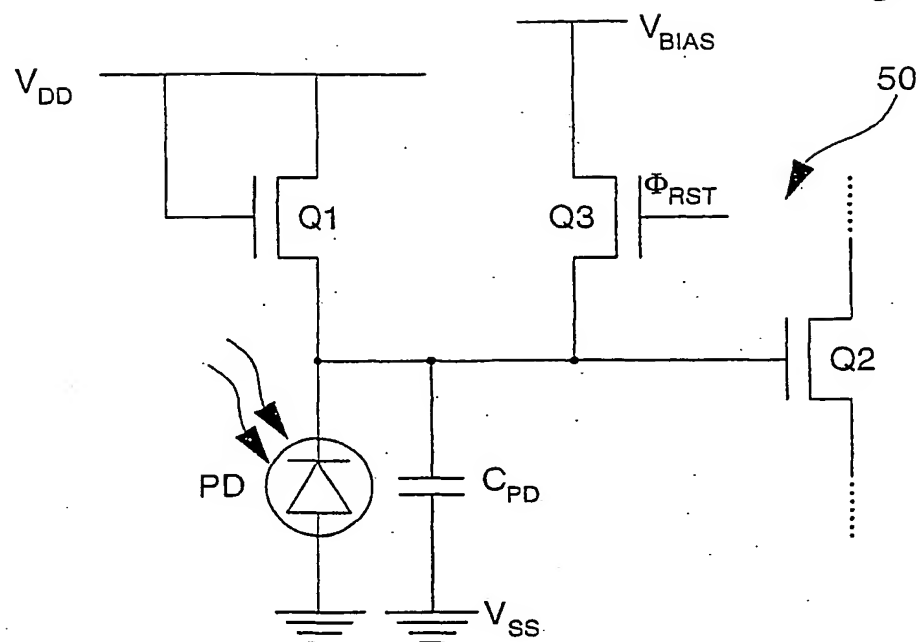 V_BIAS
V_DD
50
Q1
Q3
Φ_RST
Q2
PD
C_PD
V_SS